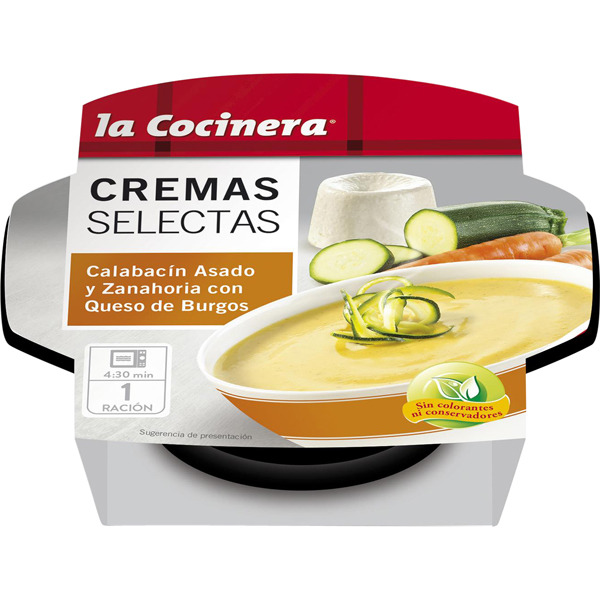 la Cocinera®
CREMAS
SELECTAS
Calabacín Asado
y Zanahoria con
Queso de Burgos
4:30 min
1
RACIÓN
Sugerencia de presentación
Sin colorantes
ni conservadores